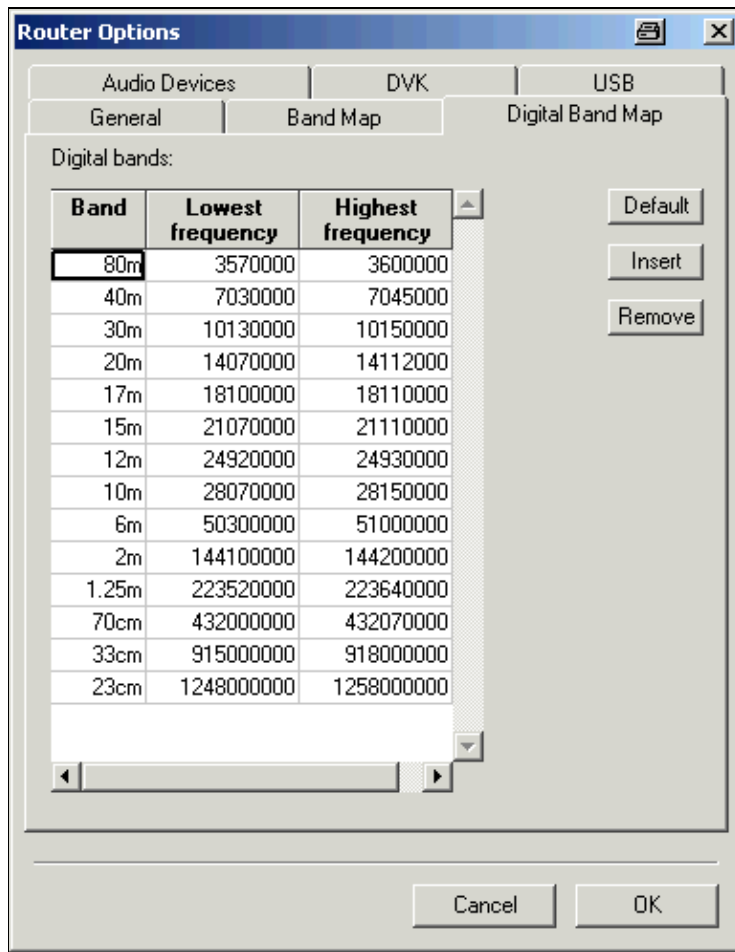 Router Options
Audio Devices DVK USB
General Band Map Digital Band Map
Digital bands:
Band Lowest frequency Highest frequency
80m 3570000 3600000
40m 7030000 7045000
30m 10130000 10150000
20m 14070000 14112000
17m 18100000 18110000
15m 21070000 21110000
12m 24920000 24930000
10m 28070000 28150000
6m 50300000 51000000
2m 144100000 144200000
1.25m 223520000 223640000
70cm 432000000 432070000
33cm 915000000 918000000
23cm 1248000000 1258000000
Default
Insert
Remove
Cancel OK